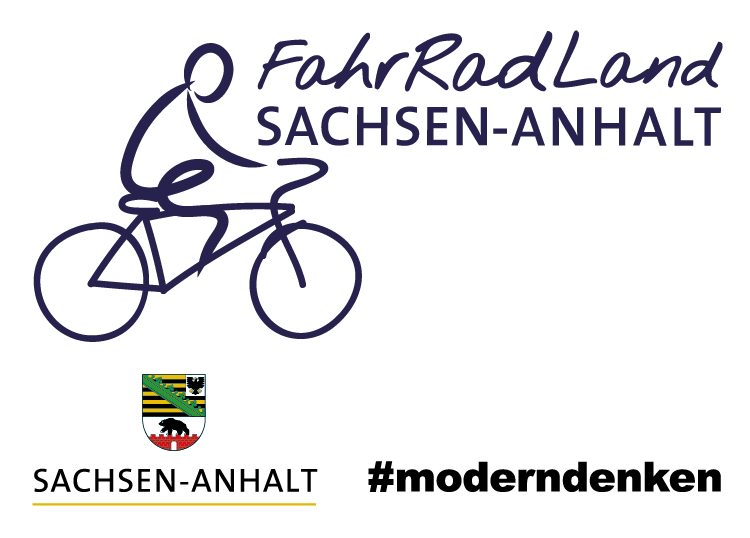 FahrRadLand
SACHSEN-ANHALT
SACHSEN-ANHALT
#moderndenken